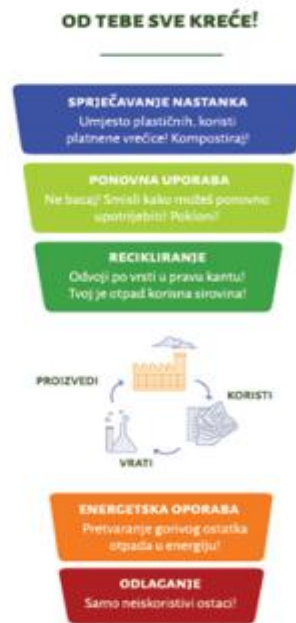 OD TEBE SVE KREĆE!
SPRJEČAVANJE NASTANKA
Umjesto plastičnih, koristi
platnene vrećice! Kompostiraj!
PONOVNA UPORABA
Ne bacaj! Smisli kako možeš ponovno
upotrijebiti! Pokloni!
RECIKLIRANJE
Odvoji po vrsti u pravu kantu!
Tvoj je otpad korisna sirovina!
PROIZVEDI
KORISTI
VRATI
ENERGETSKA OPORABA
Pretvaranje gorivog ostatka
otpada u energiju!
ODLAGANJE
Samo neiskoristivi ostaci!